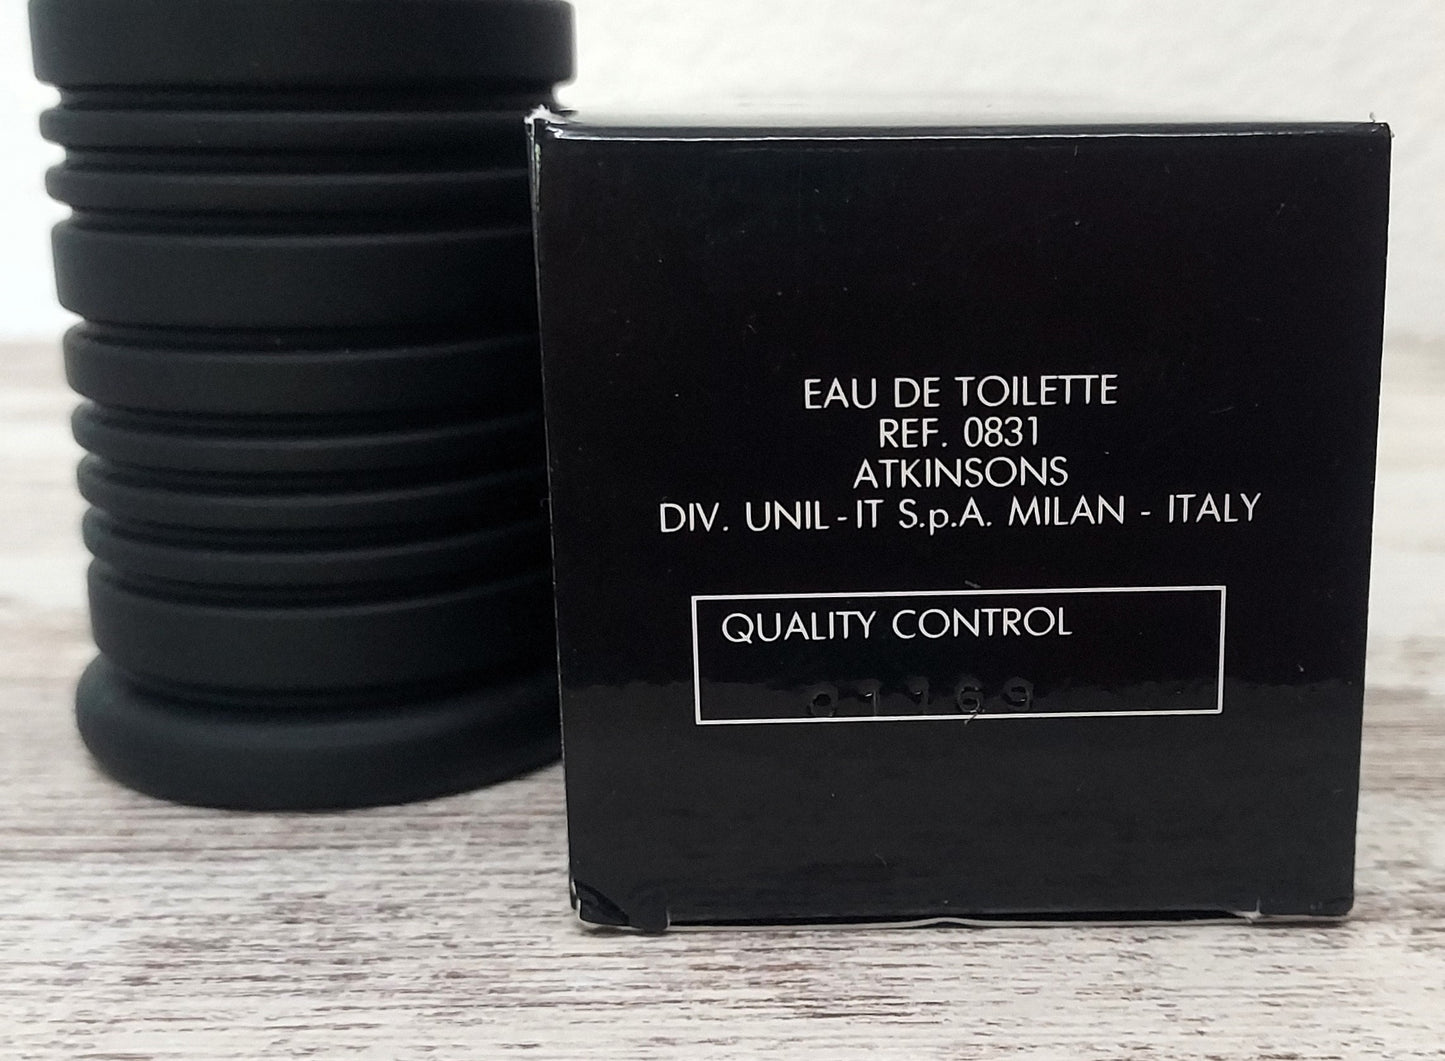 EAU DE TOILETTE
REF. 0831
ATKINSONS
DIV. UNIL-IT S.p.A. MILAN - ITALY
QUALITY CONTROL